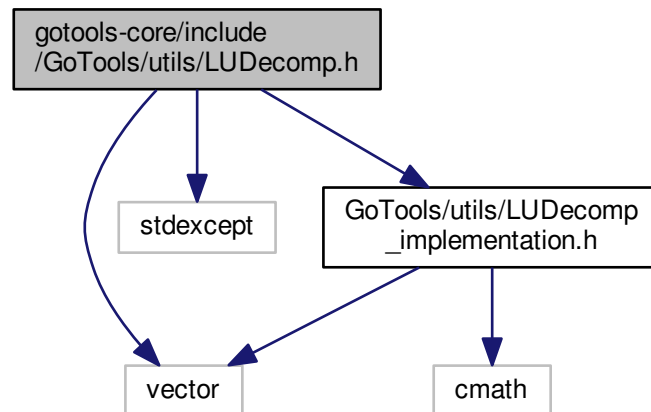 gotools-core/include
/GoTools/utils/LUDecomp.h
stdexcept
GoTools/utils/LUDecomp
_implementation.h
vector
cmath